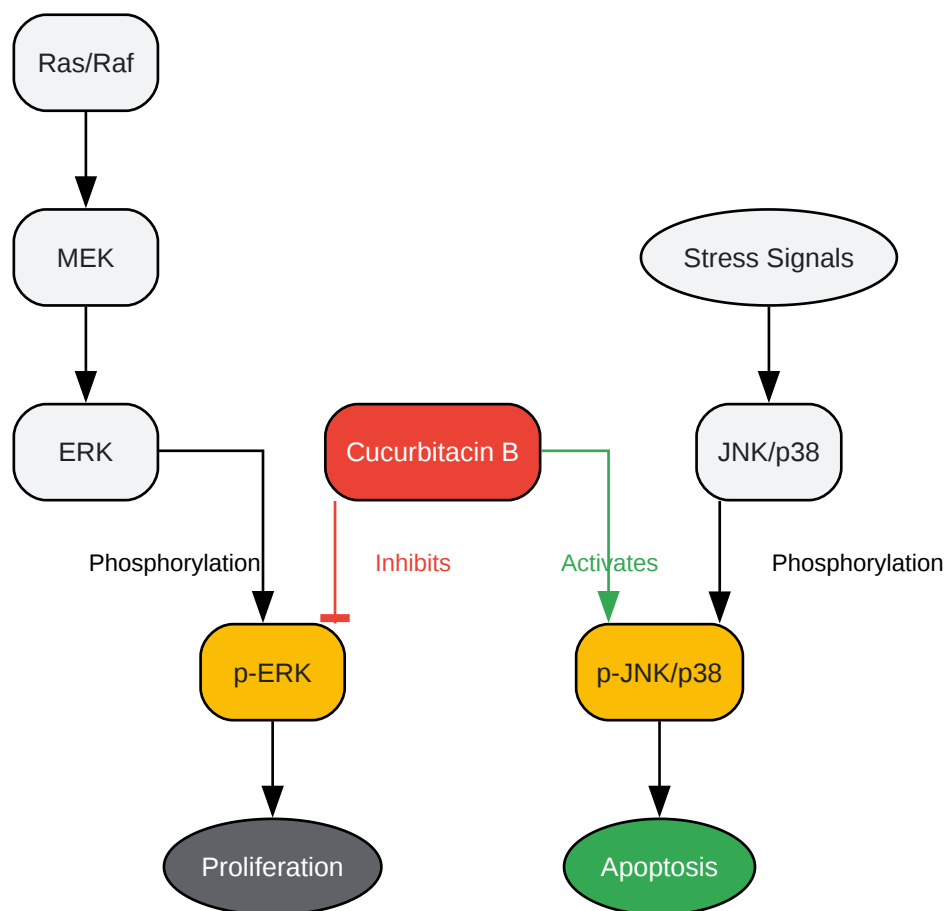 Ras/Raf
MEK
Stress Signals
ERK
Cucurbitacin B
JNK/p38
Phosphorylation
Inhibits
Activates
Phosphorylation
p-ERK
p-JNK/p38
Proliferation
Apoptosis